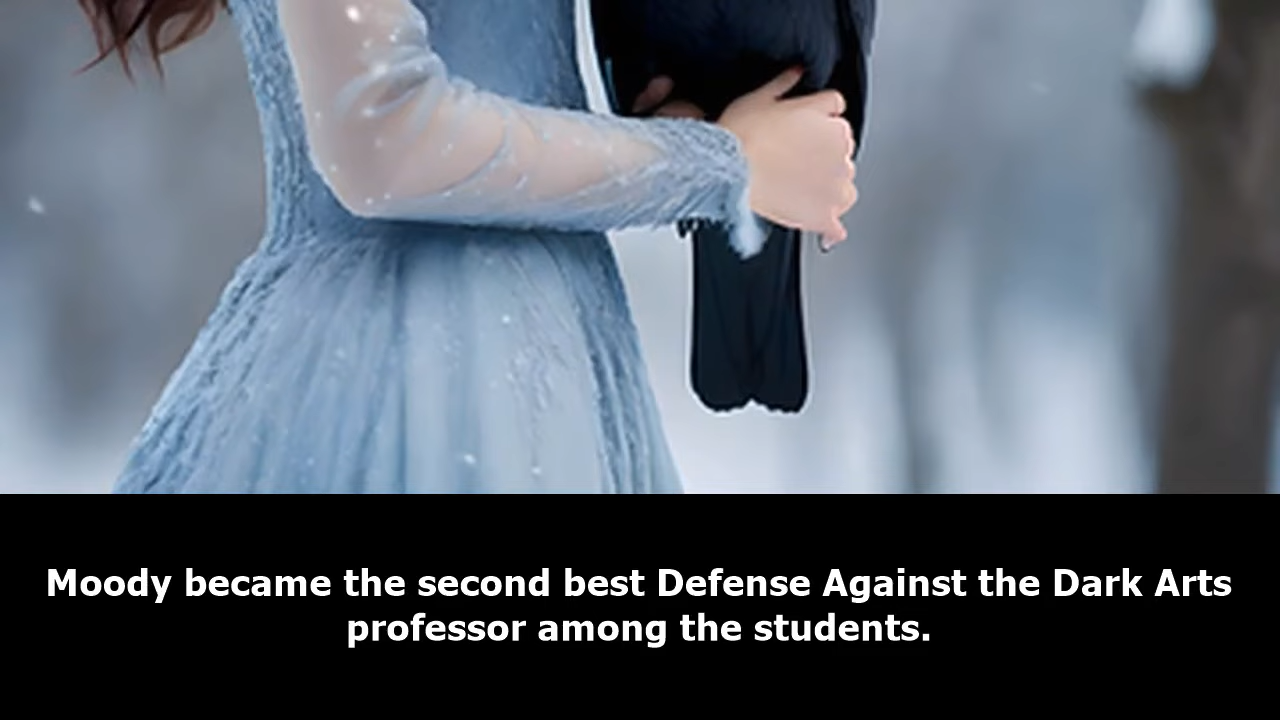 Moody became the second best Defense Against the Dark Arts
professor among the students.